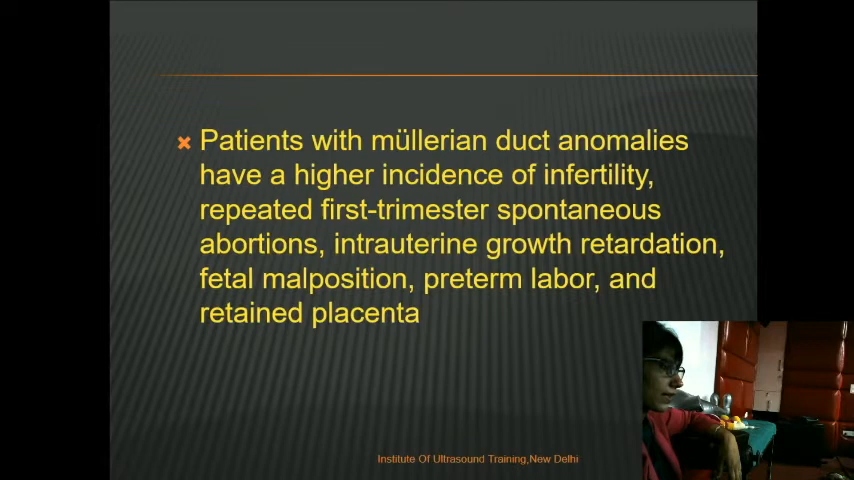 Patients with müllerian duct anomalies
have a higher incidence of infertility,
repeated first-trimester spontaneous
abortions, intrauterine growth retardation,
fetal malposition, preterm labor, and
retained placenta
Institute Of Ultrasound Training,New Delhi